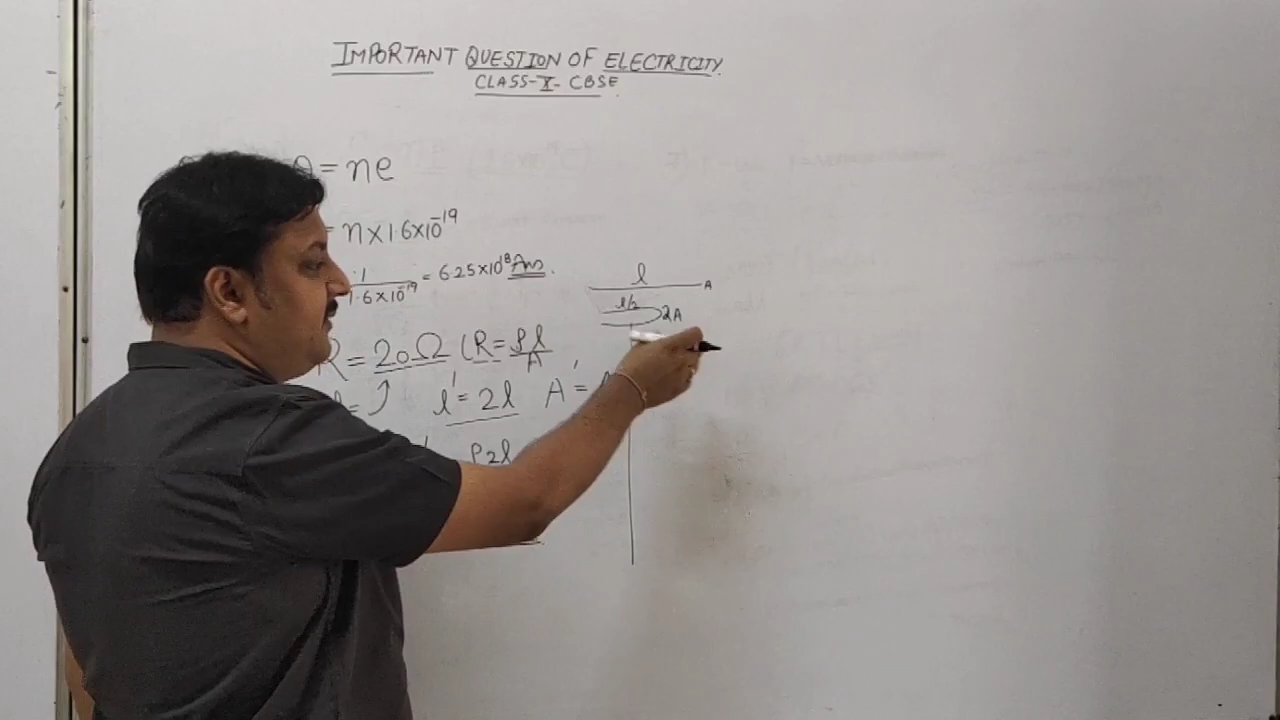 IMPORTANT QUESTION OF ELECTRICITY.
CLASS-X- CBSE
= ne
= n×1.6×10⁻¹⁹
1/1.6×10⁻¹⁹ = 6.25×10¹⁸ Ans.
l A
l/2 2A
R = 20Ω (R = ρl/A
l' = 2l A' =
ρ2l